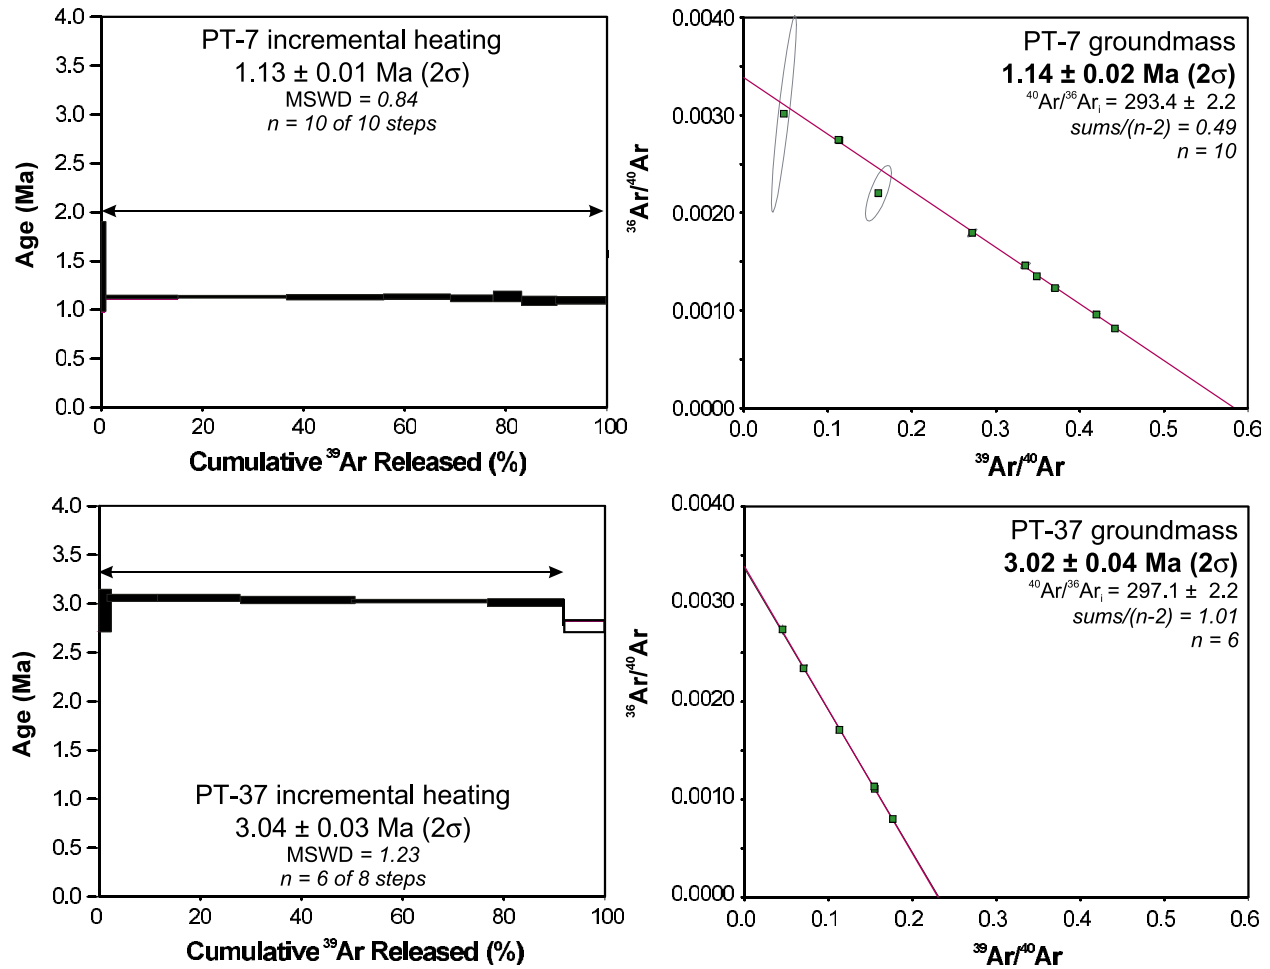 PT-7 incremental heating
1.13 ± 0.01 Ma (2σ)
MSWD = 0.84
n = 10 of 10 steps
4.0
3.5
3.0
2.5
2.0
1.5
1.0
0.5
0.0
Age (Ma)
0 20 40 60 80 100
Cumulative ³⁹Ar Released (%)
PT-7 groundmass
1.14 ± 0.02 Ma (2σ)
⁴⁰Ar/³⁶Arᵢ = 293.4 ± 2.2
sums/(n-2) = 0.49
n = 10
0.0040
0.0030
0.0020
0.0010
0.0000
³⁶Ar/⁴⁰Ar
0.0 0.1 0.2 0.3 0.4 0.5 0.6
³⁹Ar/⁴⁰Ar
4.0
3.5
3.0
2.5
2.0
1.5
1.0
0.5
0.0
Age (Ma)
PT-37 incremental heating
3.04 ± 0.03 Ma (2σ)
MSWD = 1.23
n = 6 of 8 steps
0 20 40 60 80 100
Cumulative ³⁹Ar Released (%)
PT-37 groundmass
3.02 ± 0.04 Ma (2σ)
⁴⁰Ar/³⁶Arᵢ = 297.1 ± 2.2
sums/(n-2) = 1.01
n = 6
0.0040
0.0030
0.0020
0.0010
0.0000
³⁶Ar/⁴⁰Ar
0.0 0.1 0.2 0.3 0.4 0.5 0.6
³⁹Ar/⁴⁰Ar